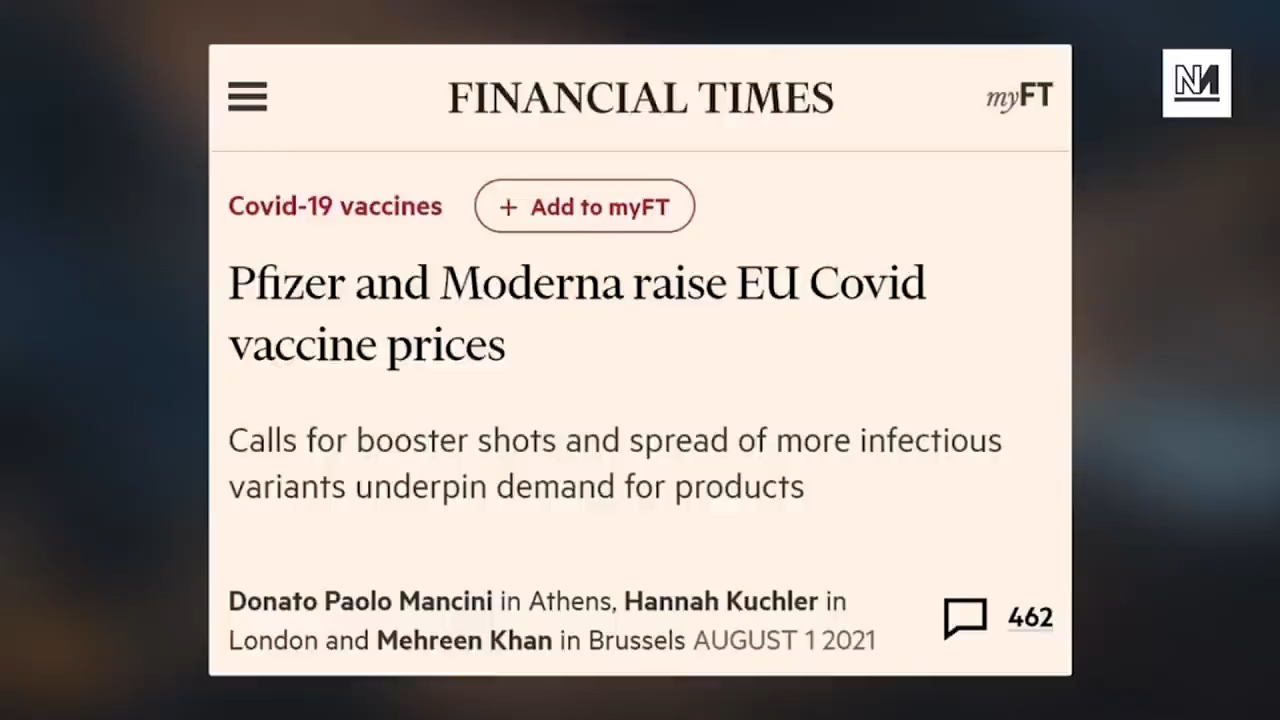 FINANCIAL TIMES
myFT
NM
Covid-19 vaccines
+ Add to myFT
Pfizer and Moderna raise EU Covid
vaccine prices
Calls for booster shots and spread of more infectious
variants underpin demand for products
Donato Paolo Mancini in Athens, Hannah Kuchler in
London and Mehreen Khan in Brussels AUGUST 1 2021
462